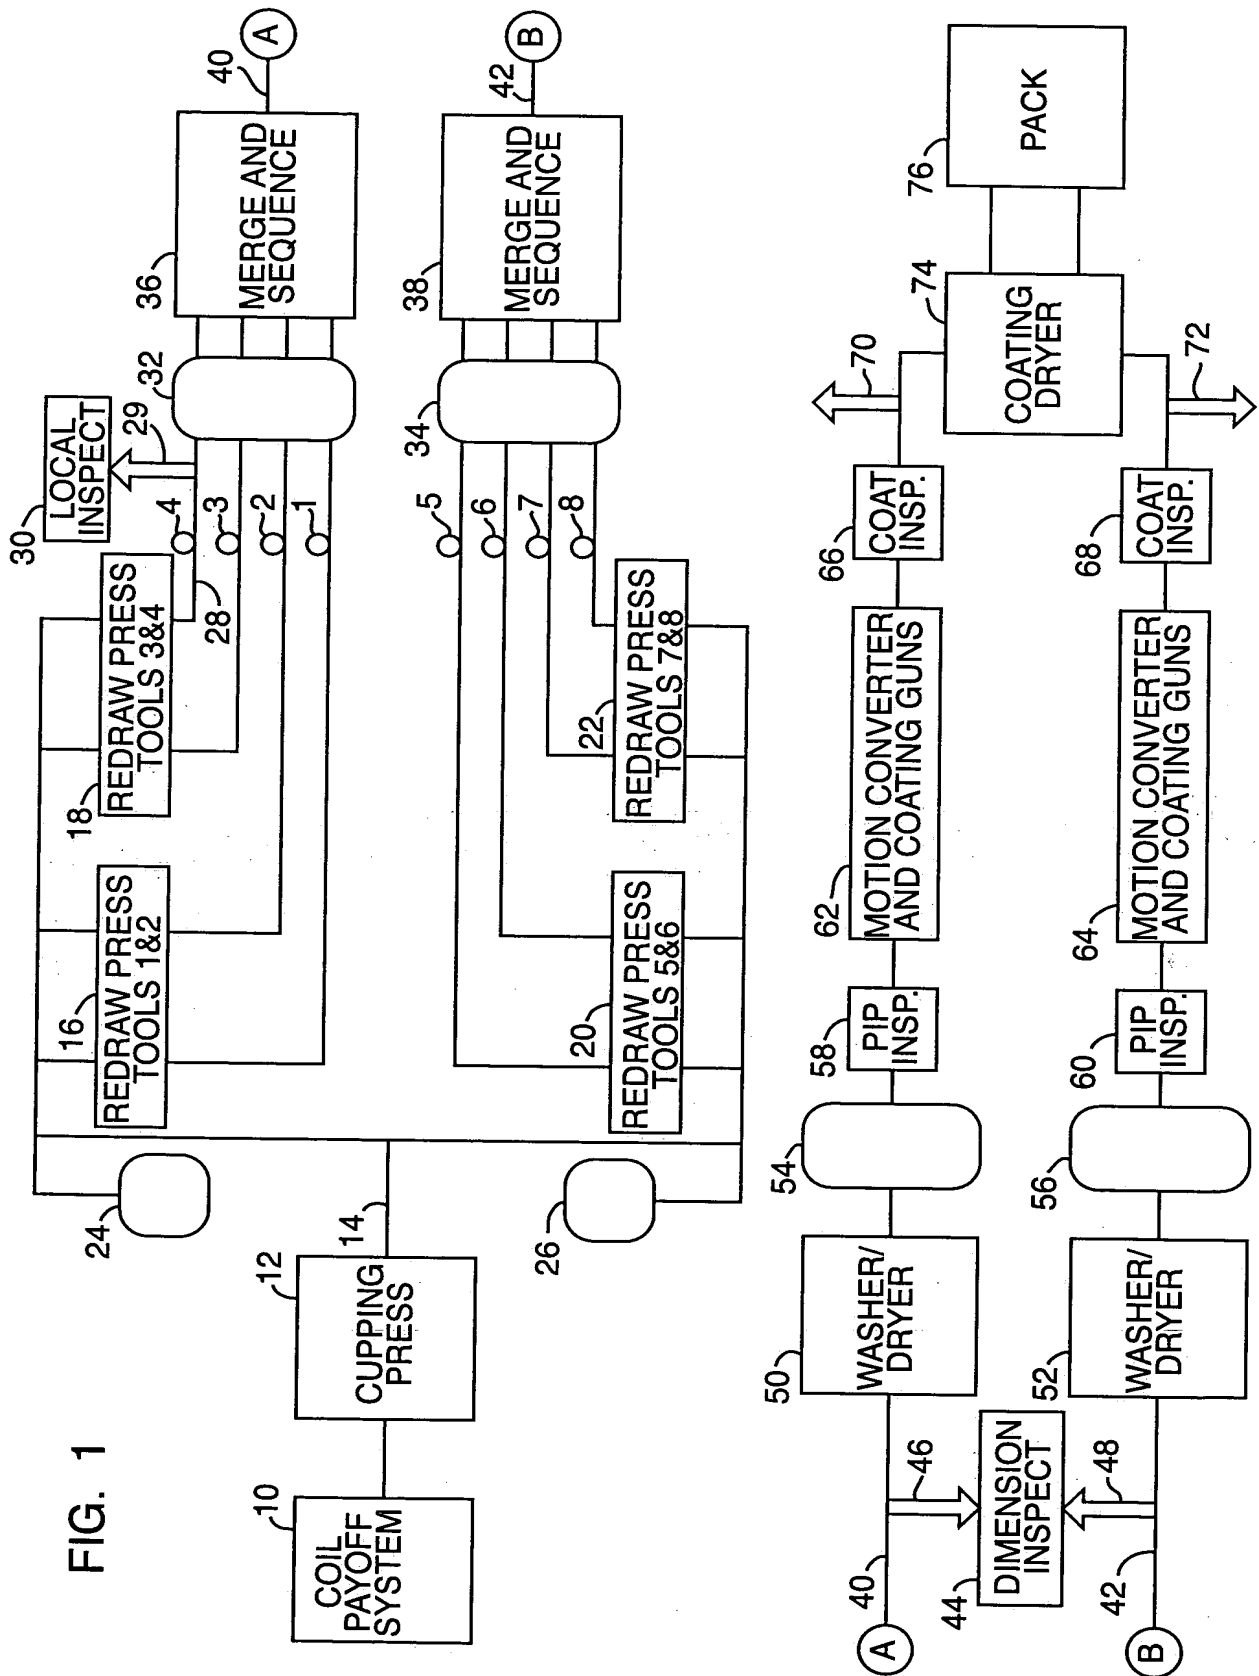 FIG. 1
10
COIL
PAYOFF
SYSTEM
12
CUPPING
PRESS
14
24
26
16
REDRAW PRESS
TOOLS 1&2
18
REDRAW PRESS
TOOLS 3&4
20
REDRAW PRESS
TOOLS 5&6
22
REDRAW PRESS
TOOLS 7&8
28
4
3
2
1
5
6
7
8
29
30
LOCAL
INSPECT
32
34
36
MERGE AND
SEQUENCE
38
MERGE AND
SEQUENCE
40
A
42
B
A
40
B
42
44
DIMENSION
INSPECT
46
48
50
WASHER/
DRYER
52
WASHER/
DRYER
54
56
58
PIP
INSP.
60
PIP
INSP.
62
MOTION CONVERTER
AND COATING GUNS
64
MOTION CONVERTER
AND COATING GUNS
66
COAT
INSP.
68
COAT
INSP.
70
72
74
COATING
DRYER
76
PACK